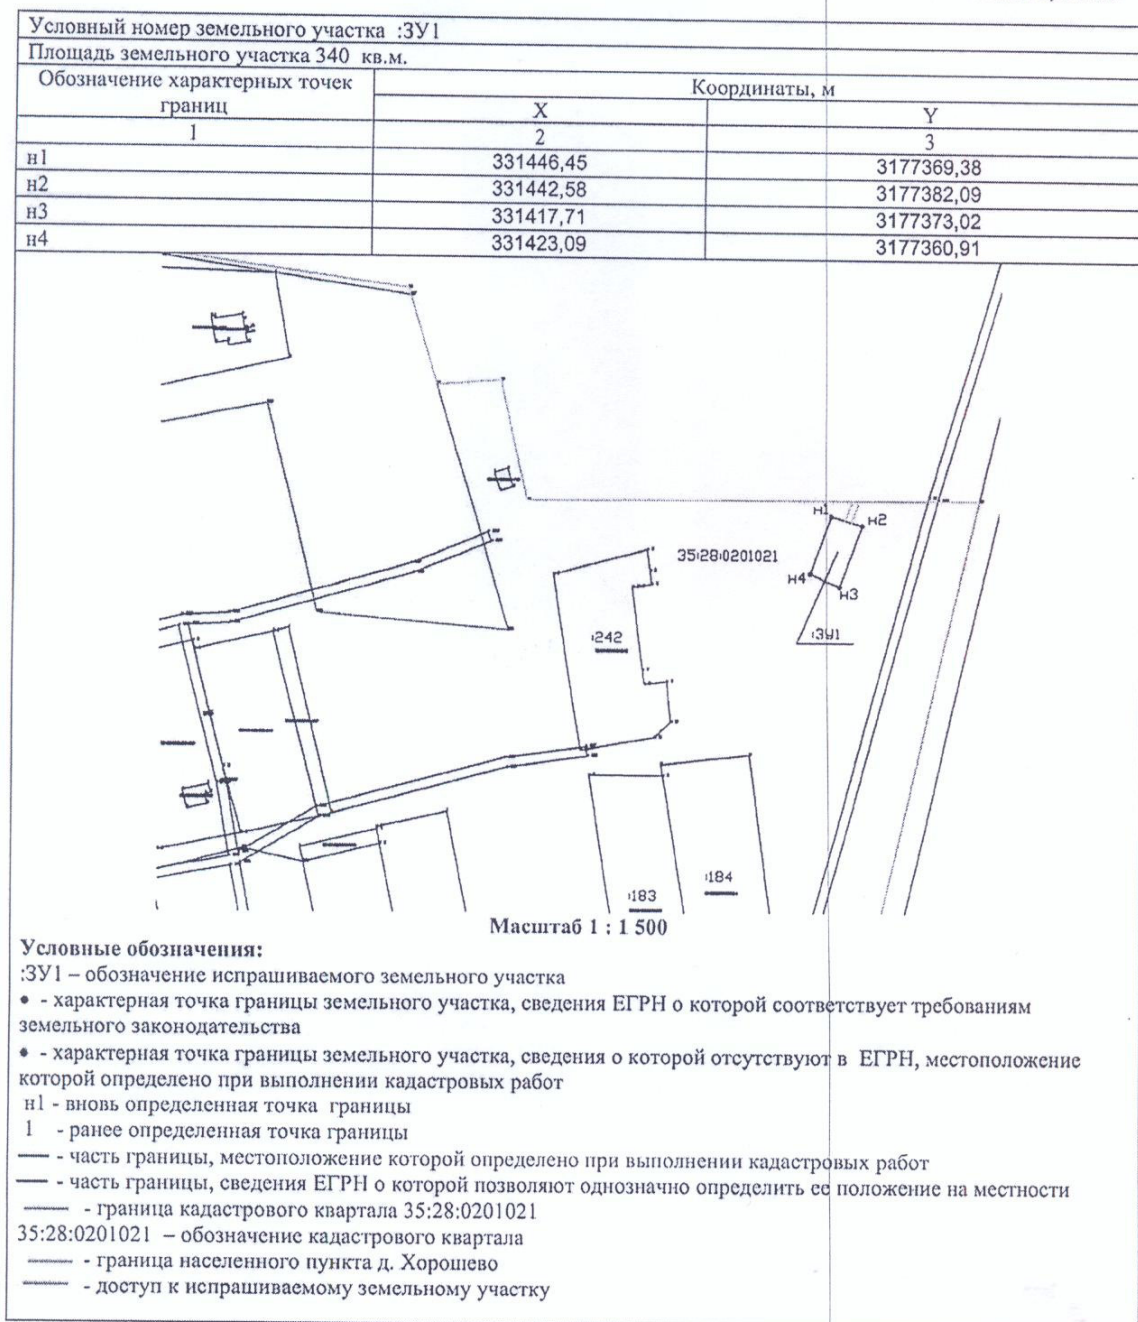 Условный номер земельного участка :ЗУ1
Площадь земельного участка 340 кв.м.
Обозначение характерных точек границ
Координаты, м
X
Y
1
2
3
н1
331446,45
3177369,38
н2
331442,58
3177382,09
н3
331417,71
3177373,02
н4
331423,09
3177360,91
н1
н2
35:28:0201021
н4
н3
:ЗУ1
:242
:184
:183
Масштаб 1 : 1 500
Условные обозначения:
:ЗУ1 – обозначение испрашиваемого земельного участка
• - характерная точка границы земельного участка, сведения ЕГРН о которой соответствует требованиям
земельного законодательства
• - характерная точка границы земельного участка, сведения о которой отсутствуют в ЕГРН, местоположение
которой определено при выполнении кадастровых работ
н1 - вновь определенная точка границы
1 - ранее определенная точка границы
— - часть границы, местоположение которой определено при выполнении кадастровых работ
— - часть границы, сведения ЕГРН о которой позволяют однозначно определить ее положение на местности
— - граница кадастрового квартала 35:28:0201021
35:28:0201021 – обозначение кадастрового квартала
— - граница населенного пункта д. Хорошево
— - доступ к испрашиваемому земельному участку